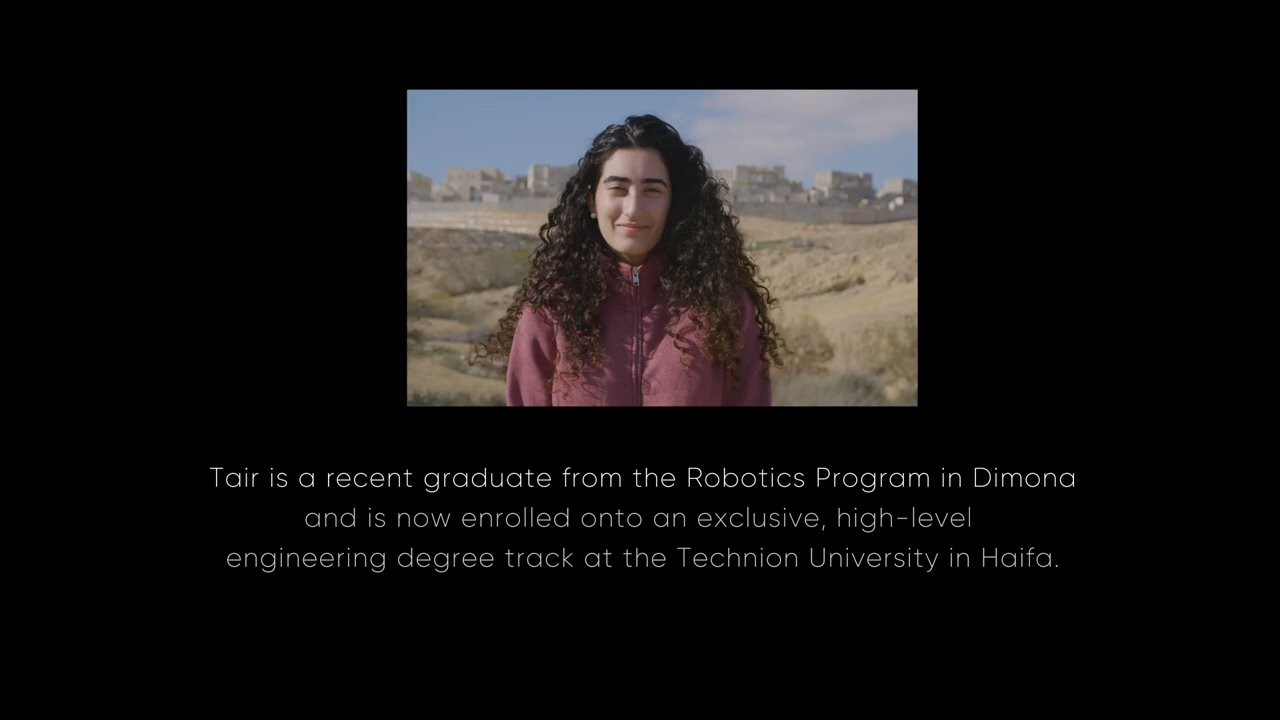 Tair is a recent graduate from the Robotics Program in Dimona
and is now enrolled onto an exclusive, high-level
engineering degree track at the Technion University in Haifa.